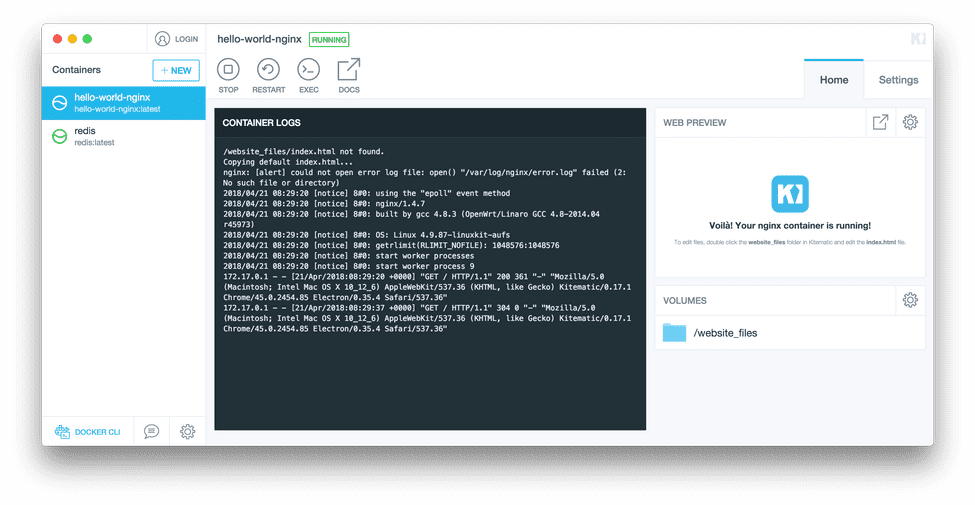 LOGIN
hello-world-nginx RUNNING
Containers
+ NEW
hello-world-nginx
hello-world-nginx:latest
redis
redis:latest
STOP RESTART EXEC DOCS
Home Settings
CONTAINER LOGS
/website_files/index.html not found.
Copying default index.html...
nginx: [alert] could not open error log file: open() "/var/log/nginx/error.log" failed (2:
No such file or directory)
2018/04/21 08:29:20 [notice] 8#0: using the "epoll" event method
2018/04/21 08:29:20 [notice] 8#0: nginx/1.4.7
2018/04/21 08:29:20 [notice] 8#0: built by gcc 4.8.3 (OpenWrt/Linaro GCC 4.8-2014.04
r45973)
2018/04/21 08:29:20 [notice] 8#0: OS: Linux 4.9.87-linuxkit-aufs
2018/04/21 08:29:20 [notice] 8#0: getrlimit(RLIMIT_NOFILE): 1048576:1048576
2018/04/21 08:29:20 [notice] 8#0: start worker processes
2018/04/21 08:29:20 [notice] 8#0: start worker process 9
172.17.0.1 - - [21/Apr/2018:08:29:20 +0000] "GET / HTTP/1.1" 200 361 "-" "Mozilla/5.0
(Macintosh; Intel Mac OS X 10_12_6) AppleWebKit/537.36 (KHTML, like Gecko) Kitematic/0.17.1
Chrome/45.0.2454.85 Electron/0.35.4 Safari/537.36"
172.17.0.1 - - [21/Apr/2018:08:29:37 +0000] "GET / HTTP/1.1" 304 0 "-" "Mozilla/5.0
(Macintosh; Intel Mac OS X 10_12_6) AppleWebKit/537.36 (KHTML, like Gecko) Kitematic/0.17.1
Chrome/45.0.2454.85 Electron/0.35.4 Safari/537.36"
WEB PREVIEW
Voilà! Your nginx container is running!
To edit files, double click the website_files folder in Kitematic and edit the index.html file.
VOLUMES
/website_files
DOCKER CLI